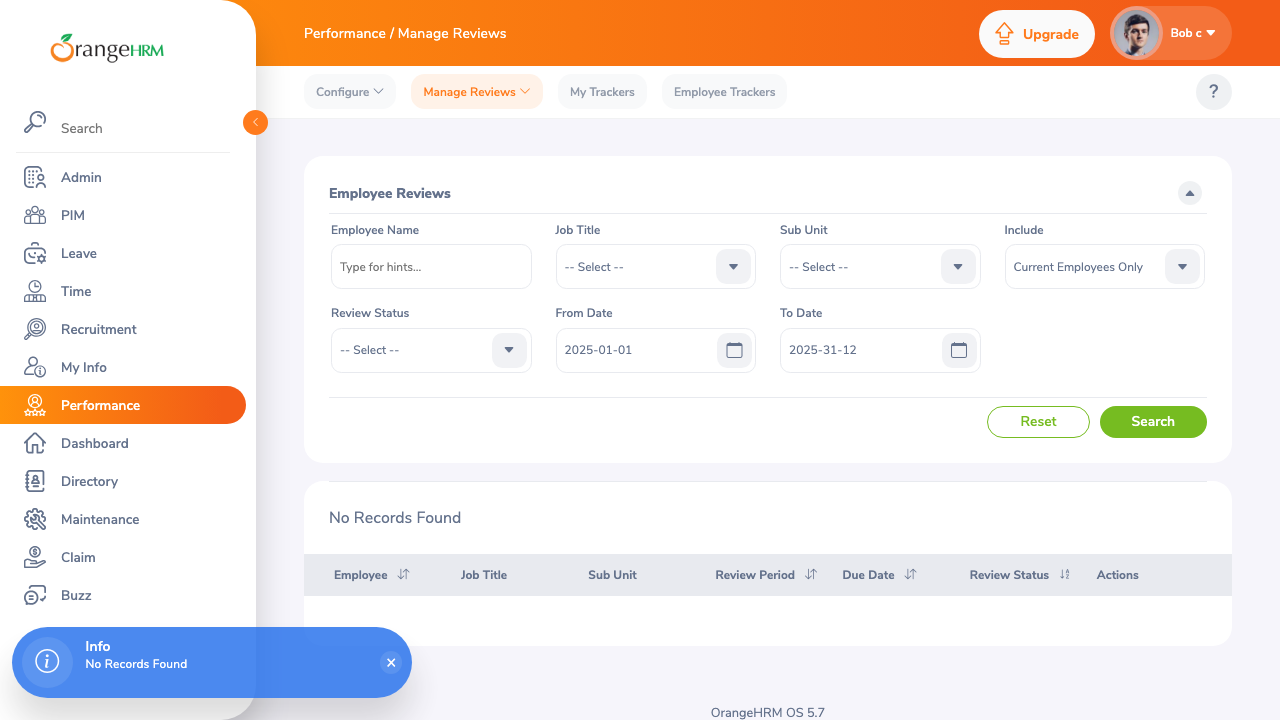 OrangeHRM
Performance / Manage Reviews
Upgrade
Bob c
Configure
Manage Reviews
My Trackers
Employee Trackers
?
Search
Admin
PIM
Leave
Time
Recruitment
My Info
Performance
Dashboard
Directory
Maintenance
Claim
Buzz
Employee Reviews
Employee Name
Job Title
Sub Unit
Include
Type for hints...
-- Select --
-- Select --
Current Employees Only
Review Status
From Date
To Date
-- Select --
2025-01-01
2025-31-12
Reset
Search
No Records Found
Employee
Job Title
Sub Unit
Review Period
Due Date
Review Status
Actions
Info
No Records Found
OrangeHRM OS 5.7